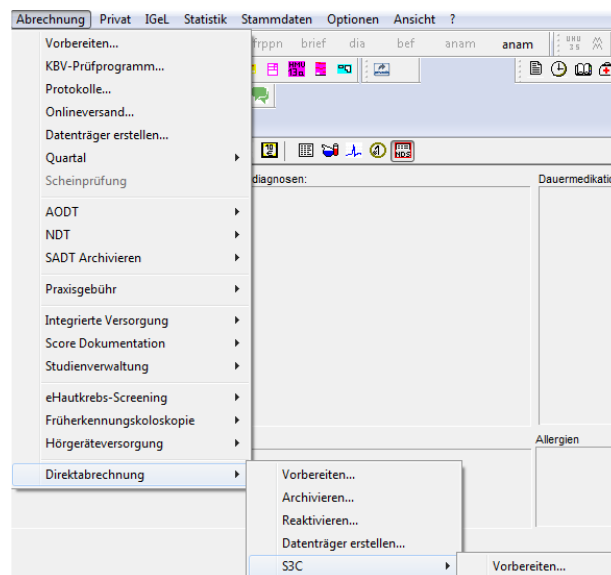 Abrechnung Privat IGeL Statistik Stammdaten Optionen Ansicht ?
Vorbereiten...
frppn brief dia bef anam anam
KBV-Prüfprogramm...
Protokolle...
Onlineversand...
Datenträger erstellen...
Quartal
Scheinprüfung
diagnosen:
Dauermedikatio
AODT
NDT
SADT Archivieren
Praxisgebühr
Integrierte Versorgung
Score Dokumentation
Studienverwaltung
eHautkrebs-Screening
Früherkennungskoloskopie
Hörgeräteversorgung
Allergien
Direktabrechnung
Vorbereiten...
Archivieren...
Reaktivieren...
Datenträger erstellen...
S3C
Vorbereiten...